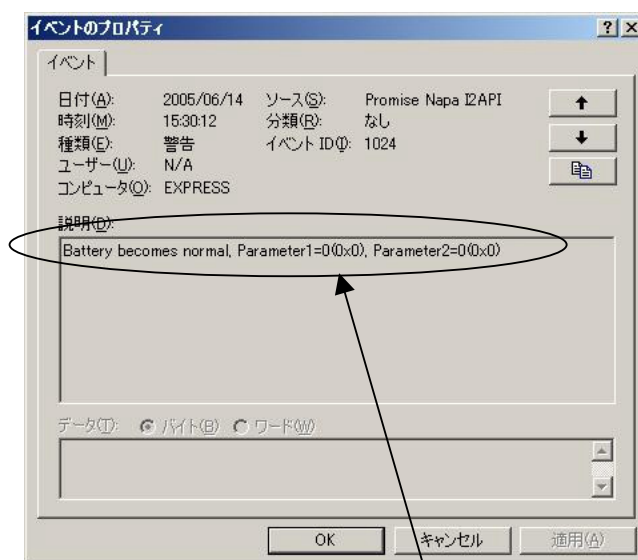 イベントのプロパティ
イベント
日付(A): 2005/06/14 ソース(S): Promise Napa I2API
時刻(M): 15:30:12 分類(R): なし
種類(E): 警告 イベント ID(I): 1024
ユーザー(U): N/A
コンピュータ(O): EXPRESS
説明(D):
Battery becomes normal, Parameter1=0(0x0), Parameter2=0(0x0)
データ(T): バイト(B) ワード(W)
OK キャンセル 適用(A)